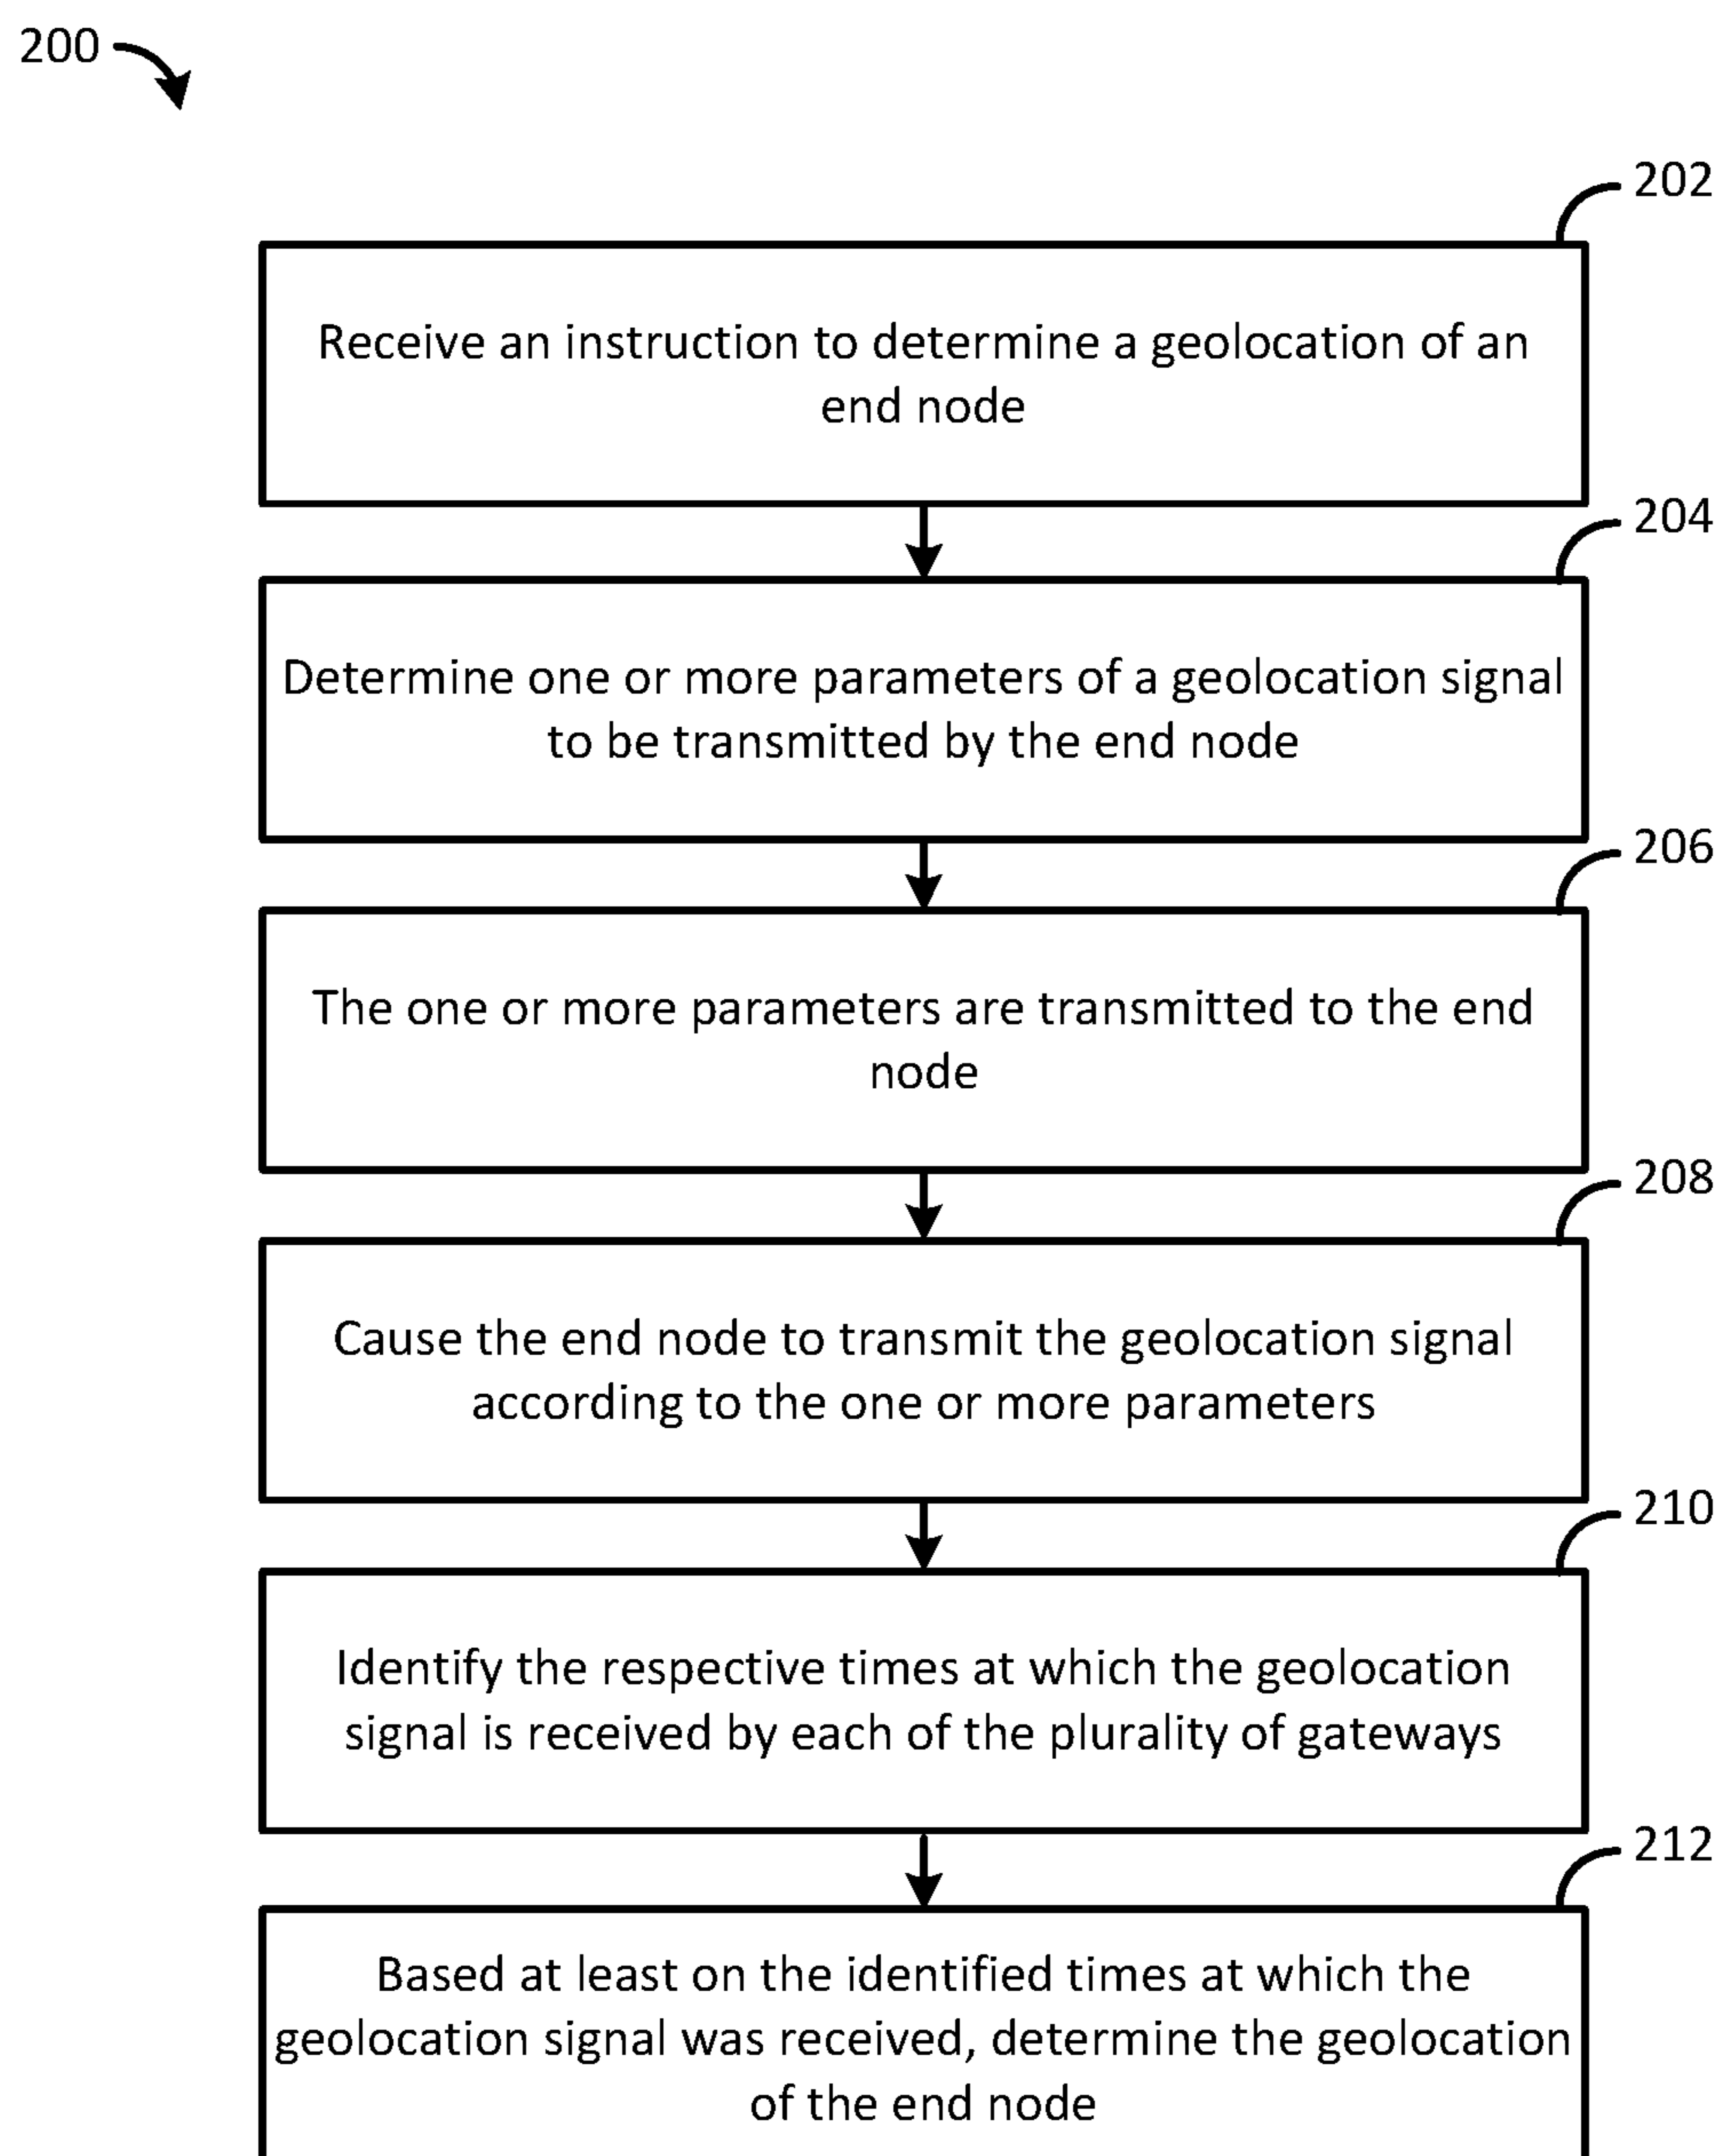 200
202
Receive an instruction to determine a geolocation of an
end node
204
Determine one or more parameters of a geolocation signal
to be transmitted by the end node
206
The one or more parameters are transmitted to the end
node
208
Cause the end node to transmit the geolocation signal
according to the one or more parameters
210
Identify the respective times at which the geolocation
signal is received by each of the plurality of gateways
212
Based at least on the identified times at which the
geolocation signal was received, determine the geolocation
of the end node